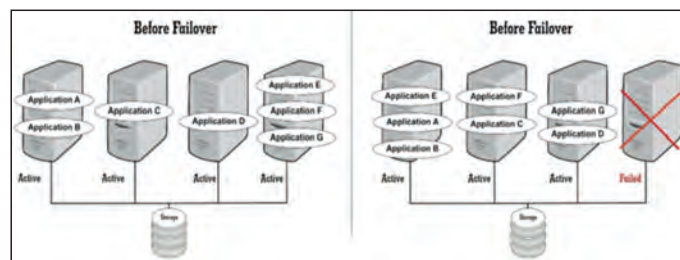 Before Failover
Application A
Application B
Application C
Application D
Application E
Application F
Application G
Active
Active
Active
Active
Storage
Before Failover
Application E
Application A
Application B
Application F
Application C
Application G
Application D
Active
Active
Active
Failed
Storage